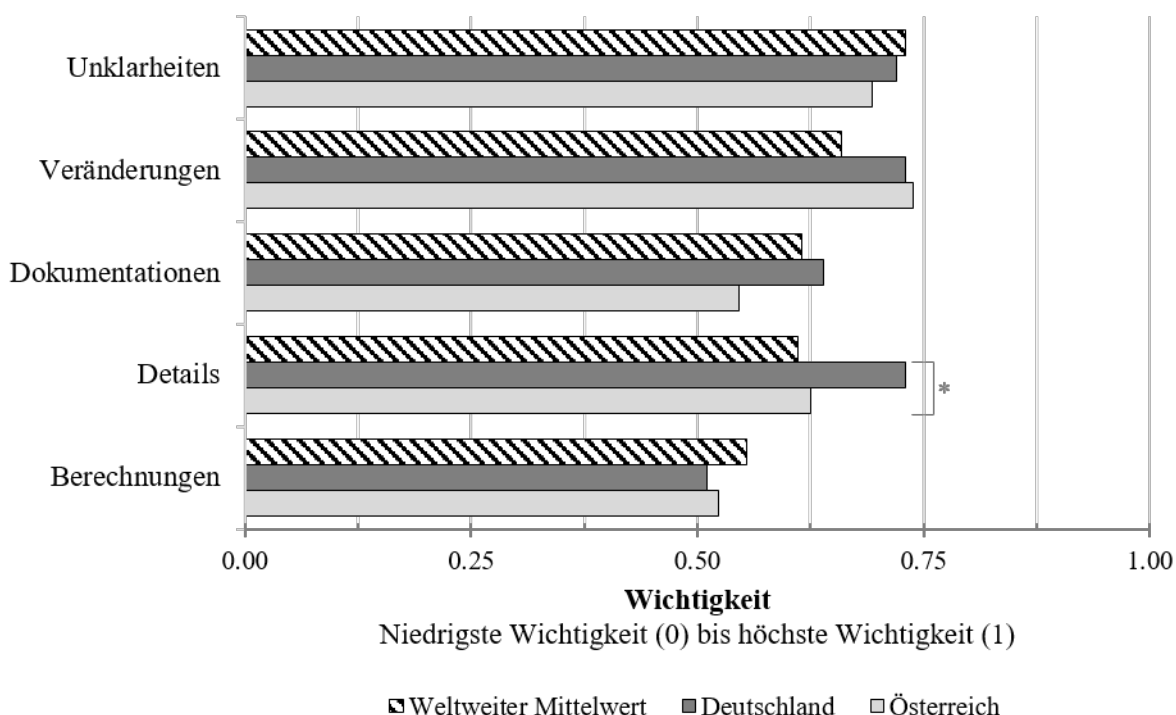 Unklarheiten
Veränderungen
Dokumentationen
Details
*
Berechnungen
0.00 0.25 0.50 0.75 1.00
Wichtigkeit
Niedrigste Wichtigkeit (0) bis höchste Wichtigkeit (1)
Weltweiter Mittelwert Deutschland Österreich